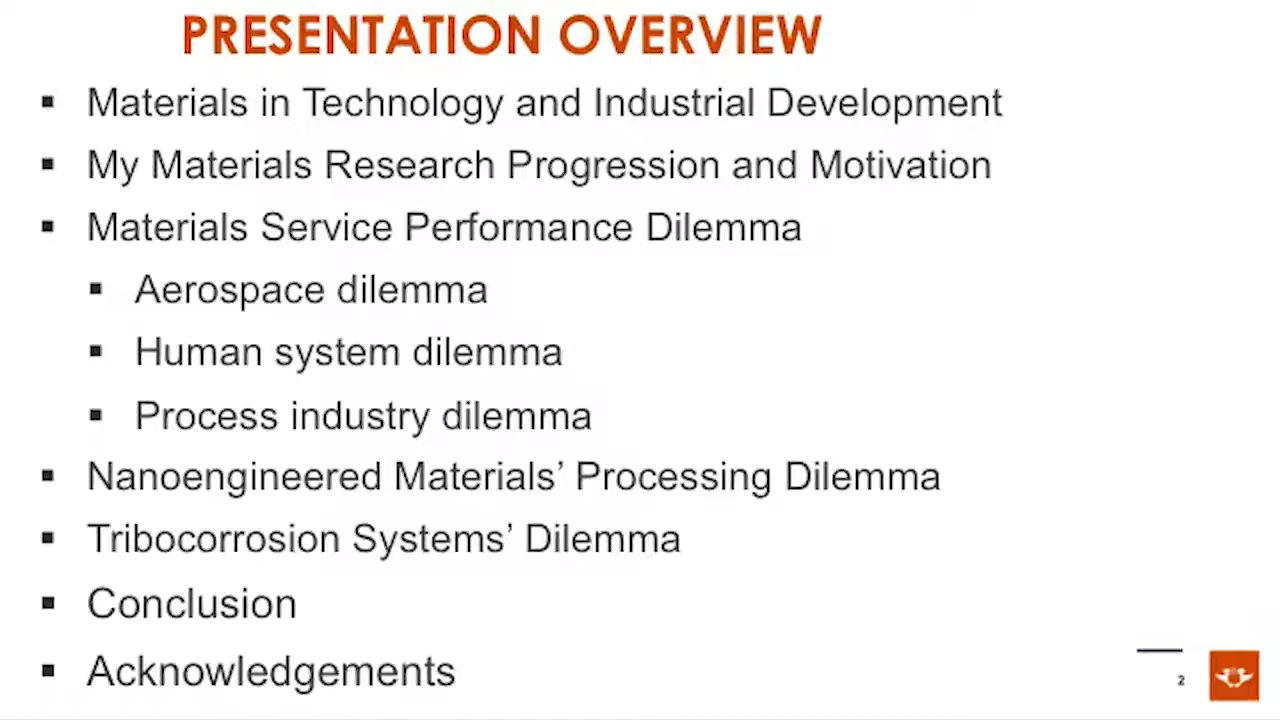 PRESENTATION OVERVIEW
▪ Materials in Technology and Industrial Development
▪ My Materials Research Progression and Motivation
▪ Materials Service Performance Dilemma
▪ Aerospace dilemma
▪ Human system dilemma
▪ Process industry dilemma
▪ Nanoengineered Materials’ Processing Dilemma
▪ Tribocorrosion Systems’ Dilemma
▪ Conclusion
▪ Acknowledgements
2